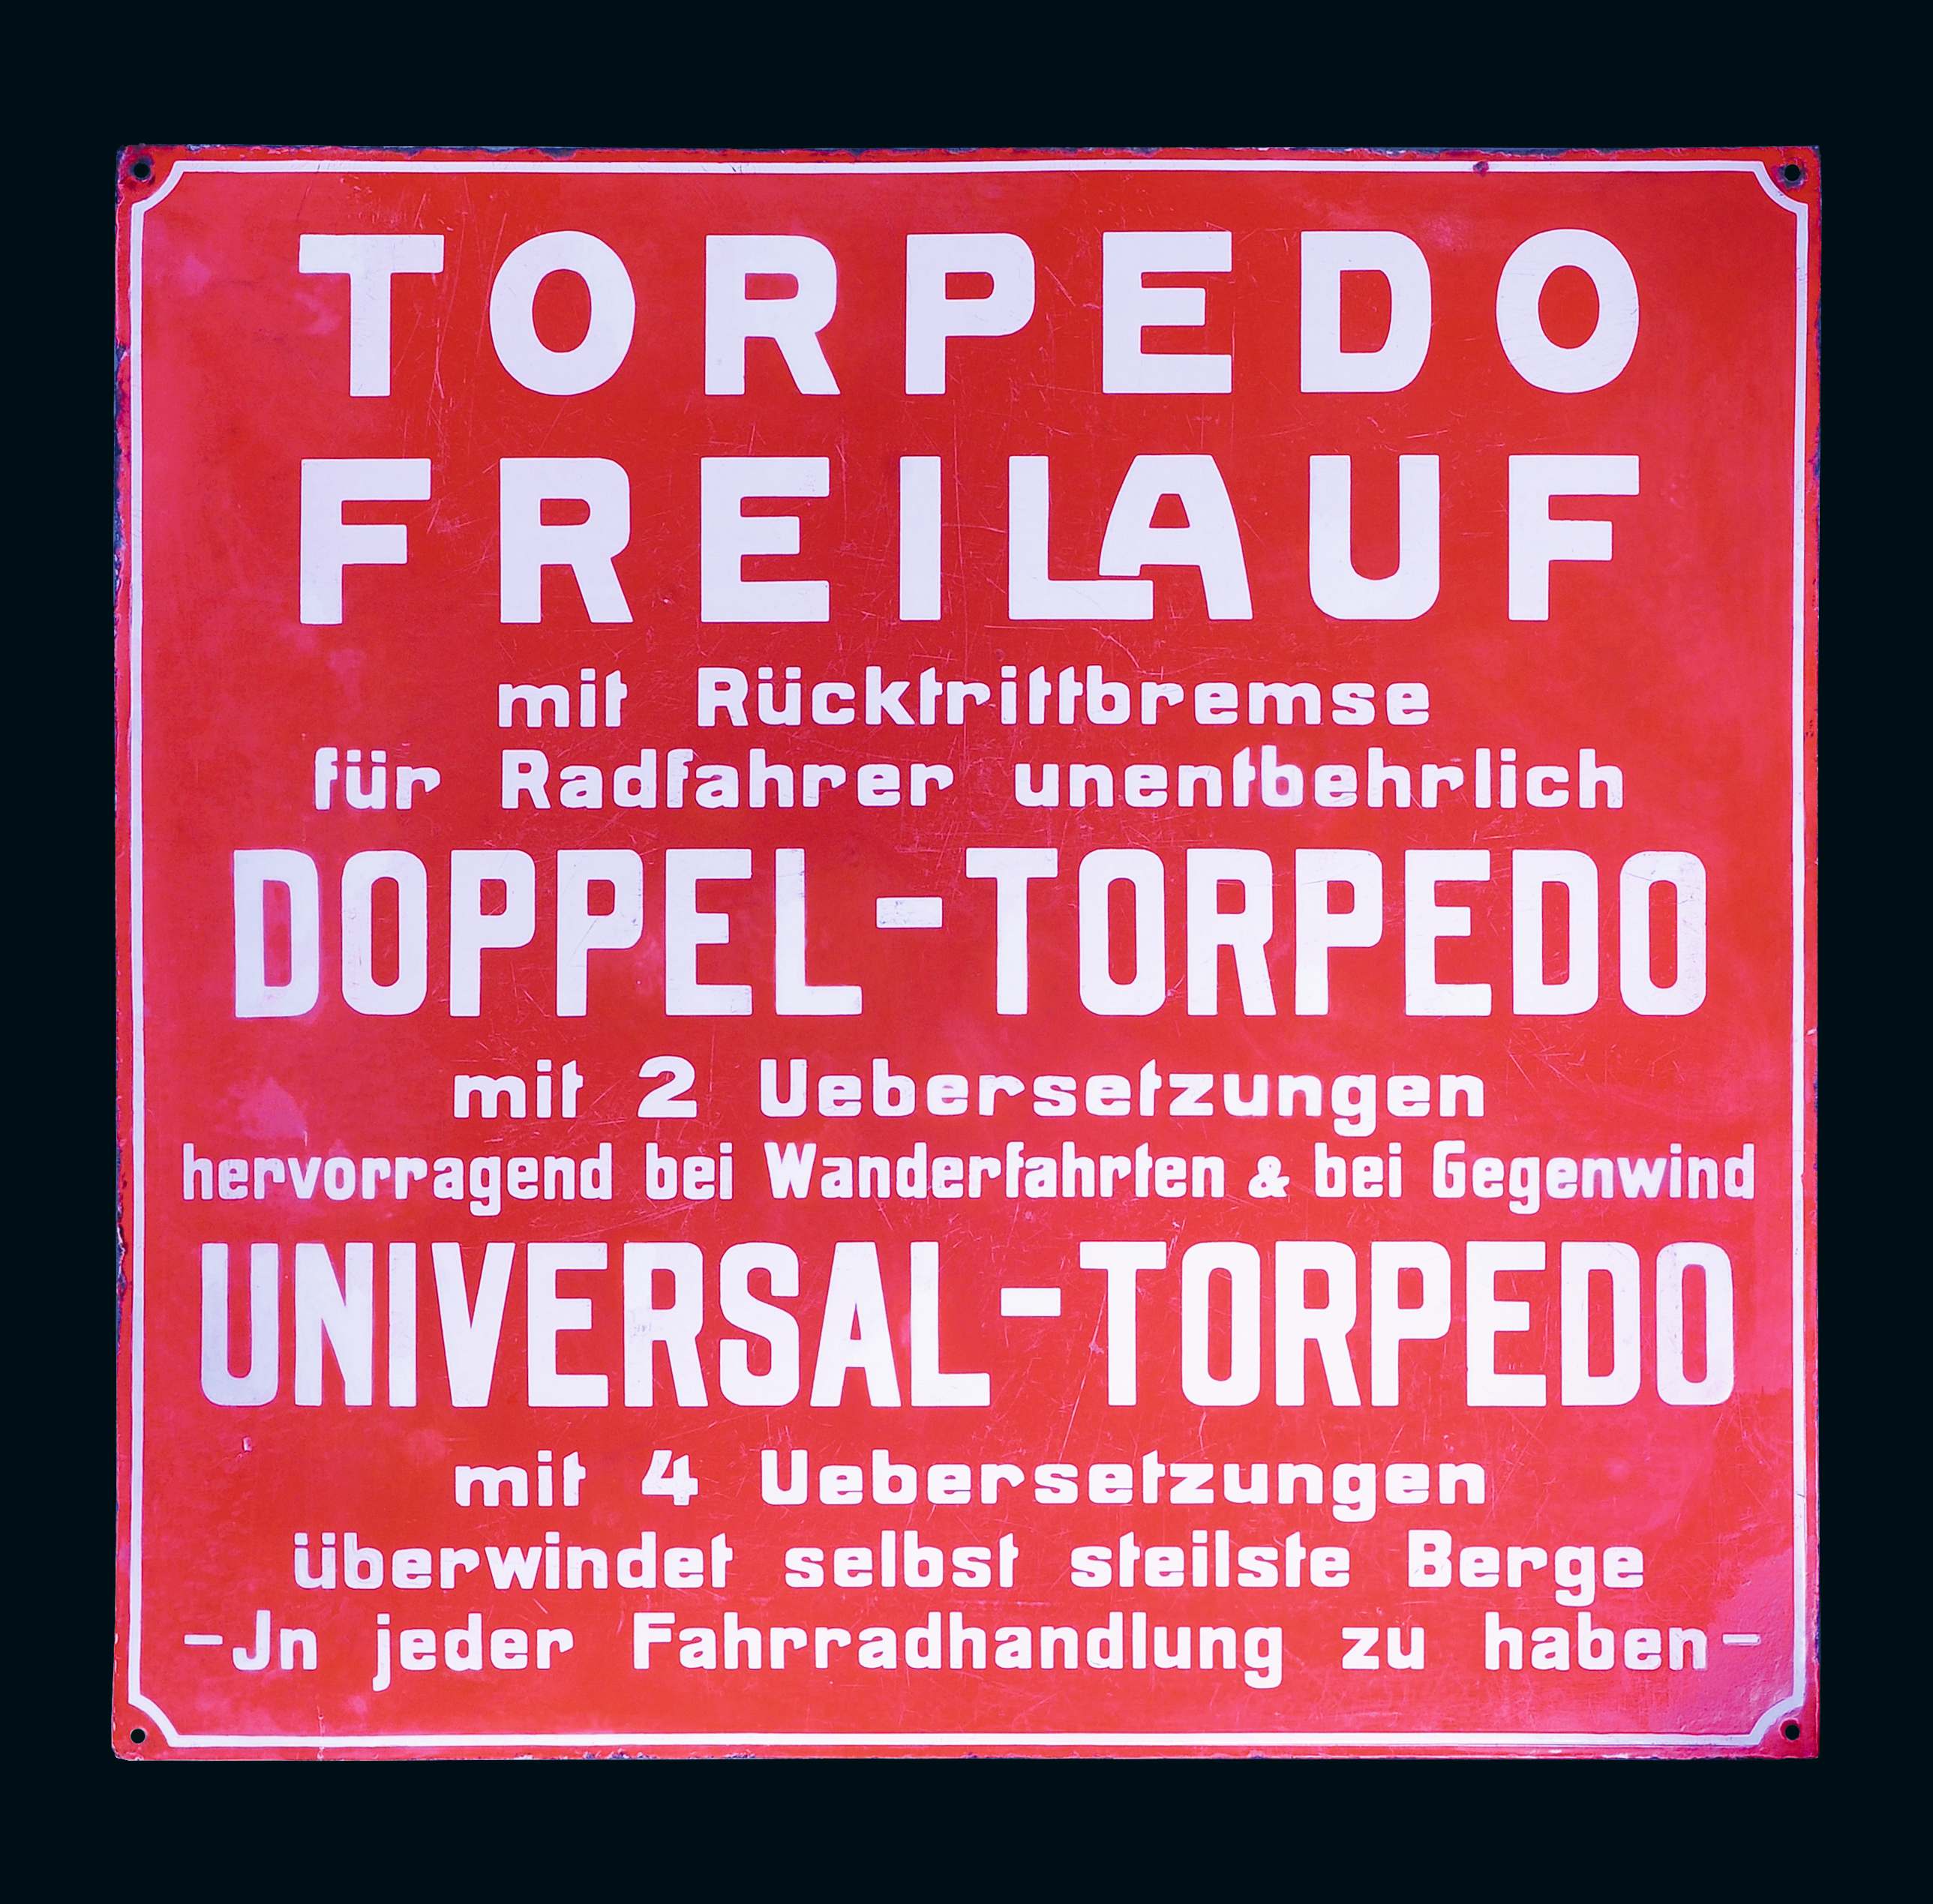 TORPEDO
FREILAUF
mit Rücktrittbremse
für Radfahrer unentbehrlich
DOPPEL-TORPEDO
mit 2 Uebersetzungen
hervorragend bei Wanderfahrten & bei Gegenwind
UNIVERSAL-TORPEDO
mit 4 Uebersetzungen
überwindet selbst steilste Berge
-Jn jeder Fahrradhandlung zu haben-